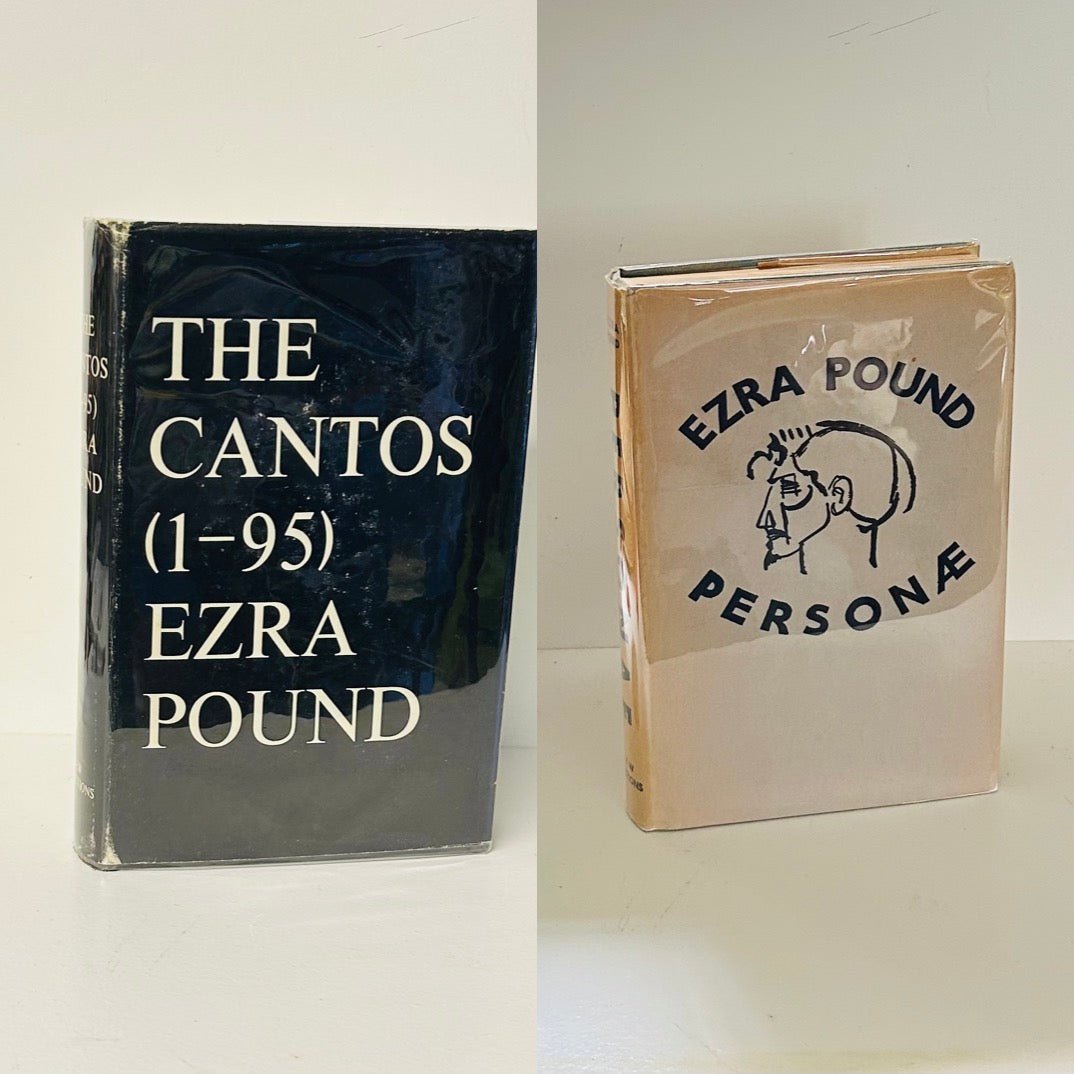 THE
CANTOS
(1–95)
EZRA
POUND
EZRA POUND
PERSONÆ